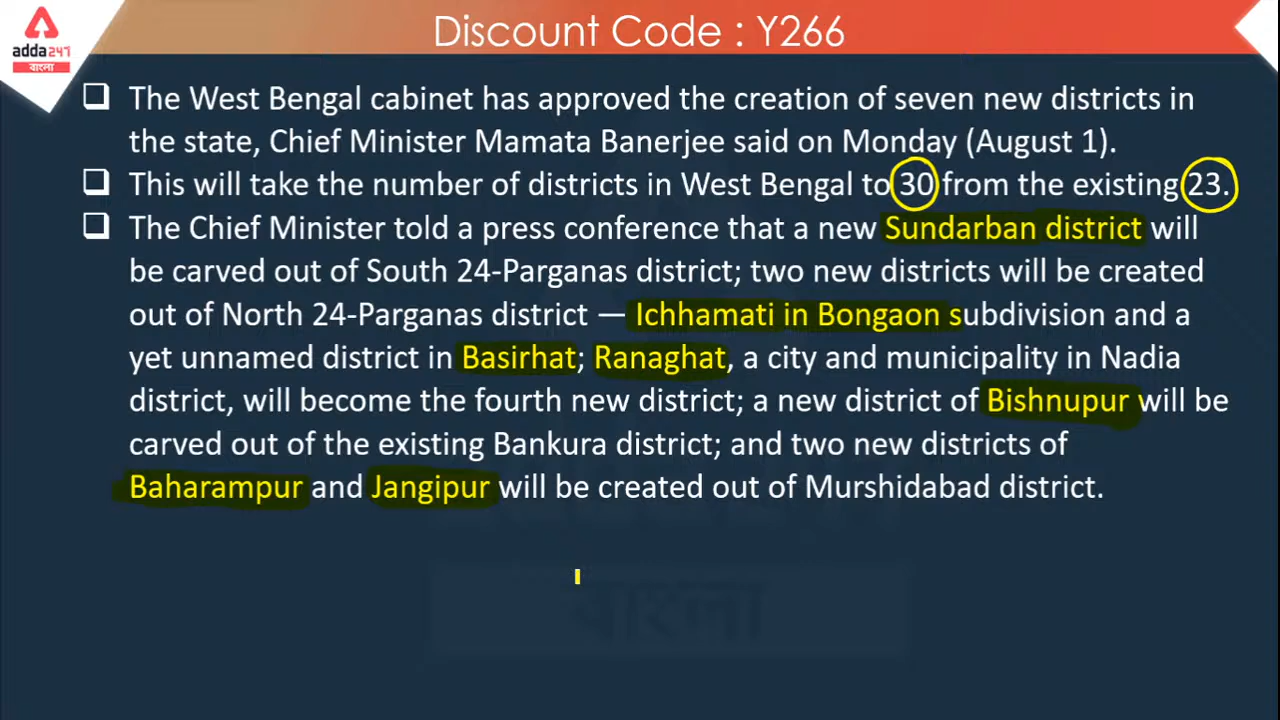 Discount Code : Y266
adda247
বাংলা
The West Bengal cabinet has approved the creation of seven new districts in
the state, Chief Minister Mamata Banerjee said on Monday (August 1).
This will take the number of districts in West Bengal to 30 from the existing 23.
The Chief Minister told a press conference that a new Sundarban district will
be carved out of South 24-Parganas district; two new districts will be created
out of North 24-Parganas district — Ichhamati in Bongaon subdivision and a
yet unnamed district in Basirhat; Ranaghat, a city and municipality in Nadia
district, will become the fourth new district; a new district of Bishnupur will be
carved out of the existing Bankura district; and two new districts of
Baharampur and Jangipur will be created out of Murshidabad district.
বাংলা